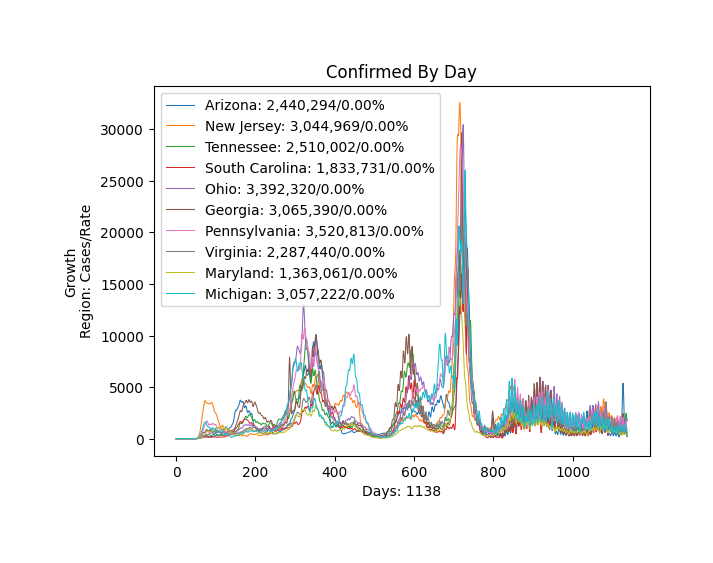 Confirmed By Day
Growth
Region: Cases/Rate
30000
25000
20000
15000
10000
5000
0
Arizona: 2,440,294/0.00%
New Jersey: 3,044,969/0.00%
Tennessee: 2,510,002/0.00%
South Carolina: 1,833,731/0.00%
Ohio: 3,392,320/0.00%
Georgia: 3,065,390/0.00%
Pennsylvania: 3,520,813/0.00%
Virginia: 2,287,440/0.00%
Maryland: 1,363,061/0.00%
Michigan: 3,057,222/0.00%
0 200 400 600 800 1000
Days: 1138